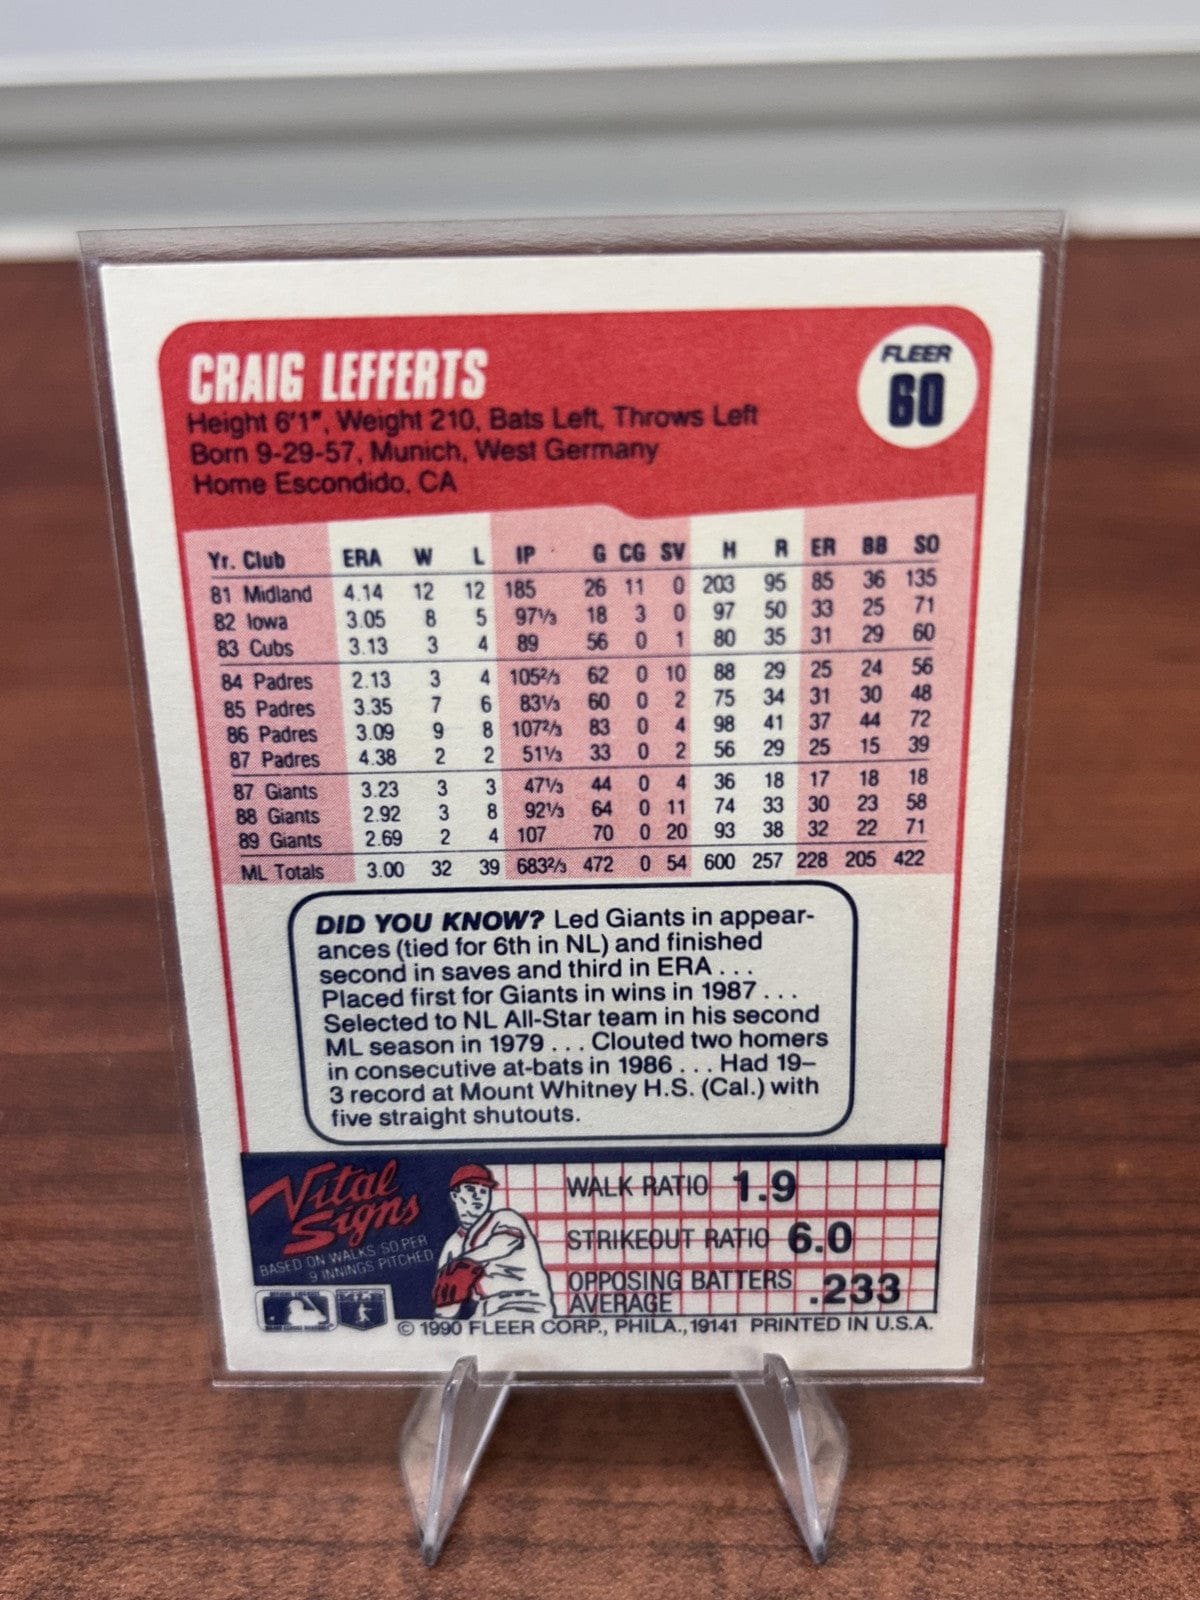 CRAIG LEFFERTS
FLEER
60
Height 6'1", Weight 210, Bats Left, Throws Left
Born 9-29-57, Munich, West Germany
Home Escondido, CA
Yr. Club ERA W L IP G CG SV H R ER BB SO
81 Midland 4.14 12 12 185 26 11 0 203 95 85 36 135
82 Iowa 3.05 8 5 97⅓ 18 3 0 97 50 33 25 71
83 Cubs 3.13 3 4 89 56 0 1 80 35 31 29 60
84 Padres 2.13 3 4 105⅔ 62 0 10 88 29 25 24 56
85 Padres 3.35 7 6 83⅓ 60 0 2 75 34 31 30 48
86 Padres 3.09 9 8 107⅔ 83 0 4 98 41 37 44 72
87 Padres 4.38 2 2 51⅓ 33 0 2 56 29 25 15 39
87 Giants 3.23 3 3 47⅓ 44 0 4 36 18 17 18 18
88 Giants 2.92 3 8 92⅓ 64 0 11 74 33 30 23 58
89 Giants 2.69 2 4 107 70 0 20 93 38 32 22 71
ML Totals 3.00 32 39 683⅔ 472 0 54 600 257 228 205 422
DID YOU KNOW? Led Giants in appear-
ances (tied for 6th in NL) and finished
second in saves and third in ERA . . .
Placed first for Giants in wins in 1987 . . .
Selected to NL All-Star team in his second
ML season in 1979 . . . Clouted two homers
in consecutive at-bats in 1986 . . . Had 19–
3 record at Mount Whitney H.S. (Cal.) with
five straight shutouts.
Vital
Signs
BASED ON WALKS, SO PER
9 INNINGS PITCHED
WALK RATIO 1.9
STRIKEOUT RATIO 6.0
OPPOSING BATTERS
AVERAGE .233
© 1990 FLEER CORP., PHILA., 19141 PRINTED IN U.S.A.